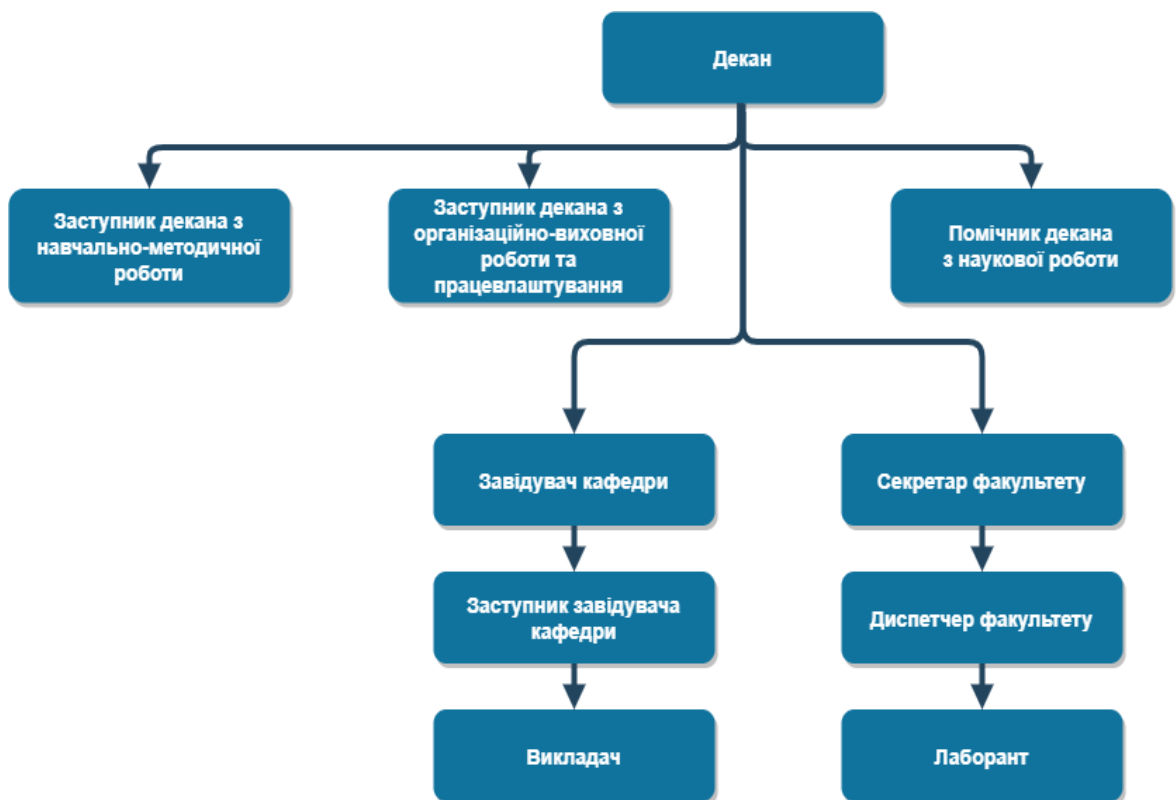 Декан
Заступник декана з
навчально-методичної
роботи
Заступник декана з
організаційно-виховної
роботи та
працевлаштування
Помічник декана
з наукової роботи
Завідувач кафедри
Секретар факультету
Заступник завідувача
кафедри
Диспетчер факультету
Викладач
Лаборант